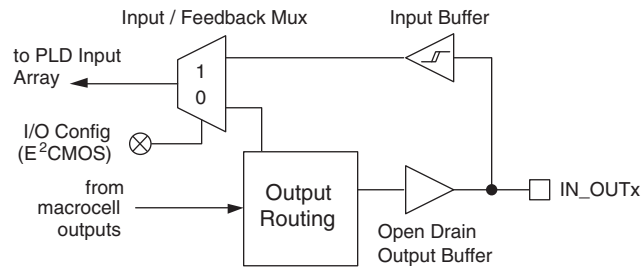 Input / Feedback Mux
Input Buffer
to PLD Input
Array
1
0
I/O Config
(E²CMOS)
from
macrocell
outputs
Output
Routing
IN_OUTx
Open Drain
Output Buffer